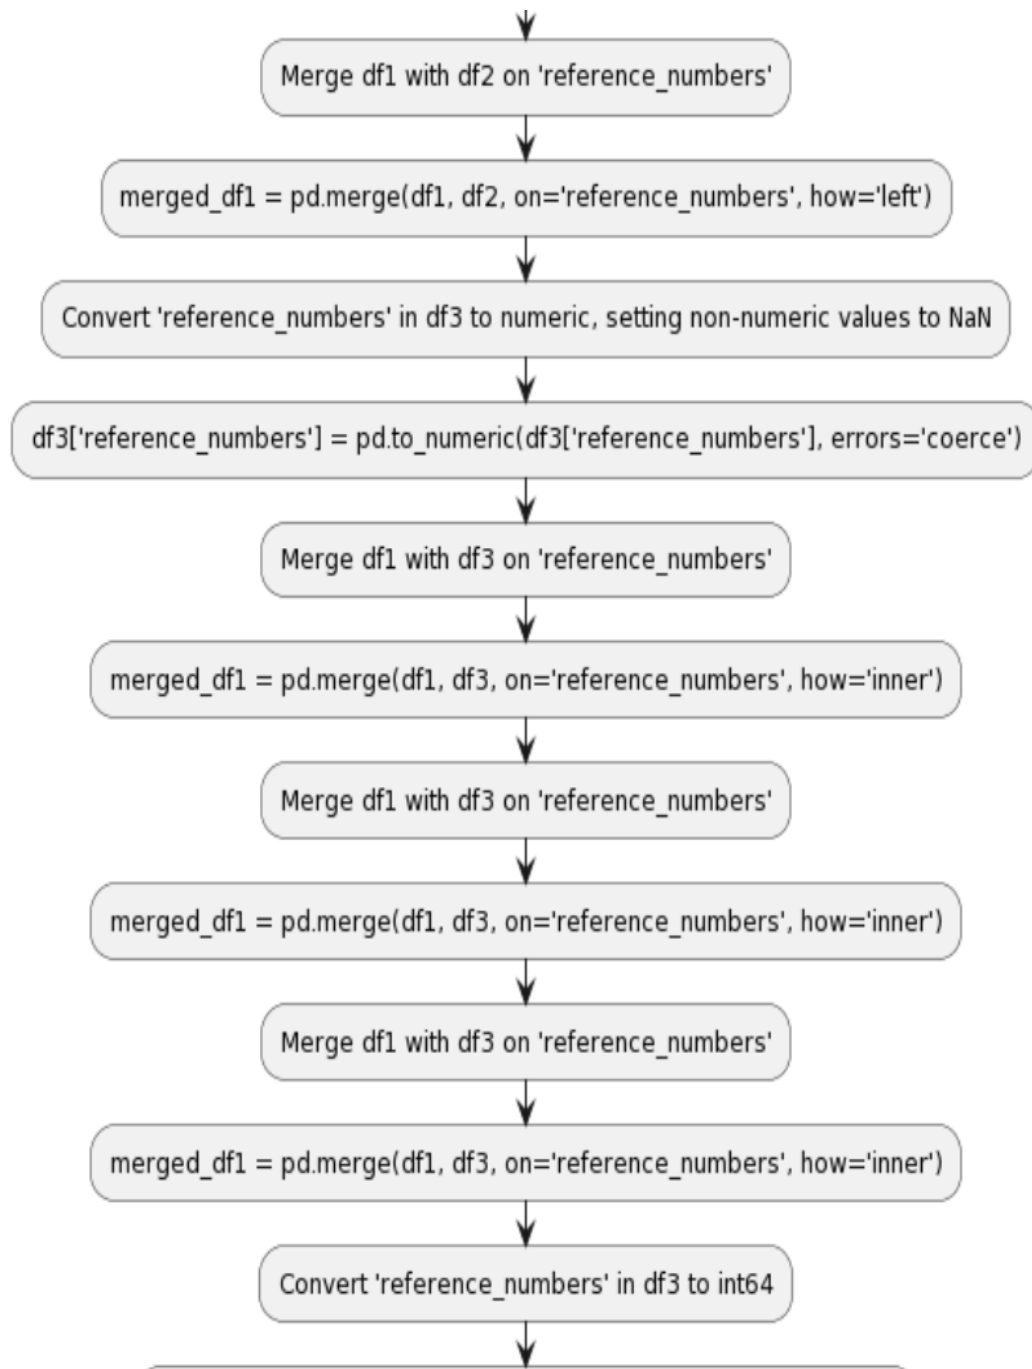 Merge df1 with df2 on 'reference_numbers'
merged_df1 = pd.merge(df1, df2, on='reference_numbers', how='left')
Convert 'reference_numbers' in df3 to numeric, setting non-numeric values to NaN
df3['reference_numbers'] = pd.to_numeric(df3['reference_numbers'], errors='coerce')
Merge df1 with df3 on 'reference_numbers'
merged_df1 = pd.merge(df1, df3, on='reference_numbers', how='inner')
Merge df1 with df3 on 'reference_numbers'
merged_df1 = pd.merge(df1, df3, on='reference_numbers', how='inner')
Merge df1 with df3 on 'reference_numbers'
merged_df1 = pd.merge(df1, df3, on='reference_numbers', how='inner')
Convert 'reference_numbers' in df3 to int64